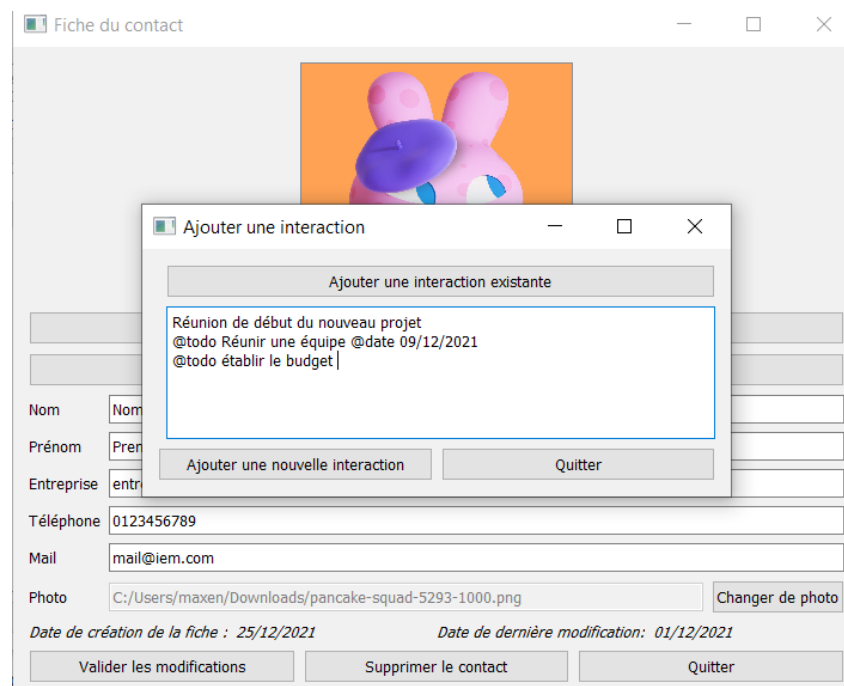 Fiche du contact
Ajouter une interaction
Ajouter une interaction existante
Réunion de début du nouveau projet
@todo Réunir une équipe @date 09/12/2021
@todo établir le budget
Ajouter une nouvelle interaction Quitter
Nom Nom
Prénom Pren
Entreprise entr
Téléphone 0123456789
Mail mail@iem.com
Photo C:/Users/maxen/Downloads/pancake-squad-5293-1000.png Changer de photo
Date de création de la fiche : 25/12/2021 Date de dernière modification: 01/12/2021
Valider les modifications Supprimer le contact Quitter